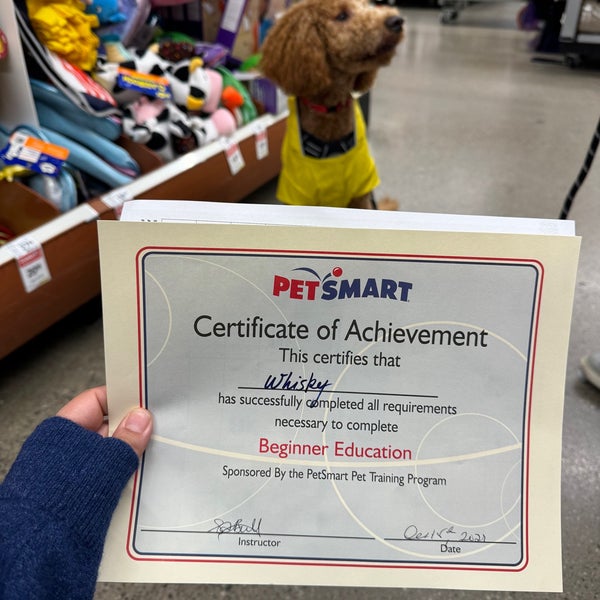 PETSMART
Certificate of Achievement
This certifies that
Whisky
has successfully completed all requirements
necessary to complete
Beginner Education
Sponsored By the PetSmart Pet Training Program
Instructor
Date